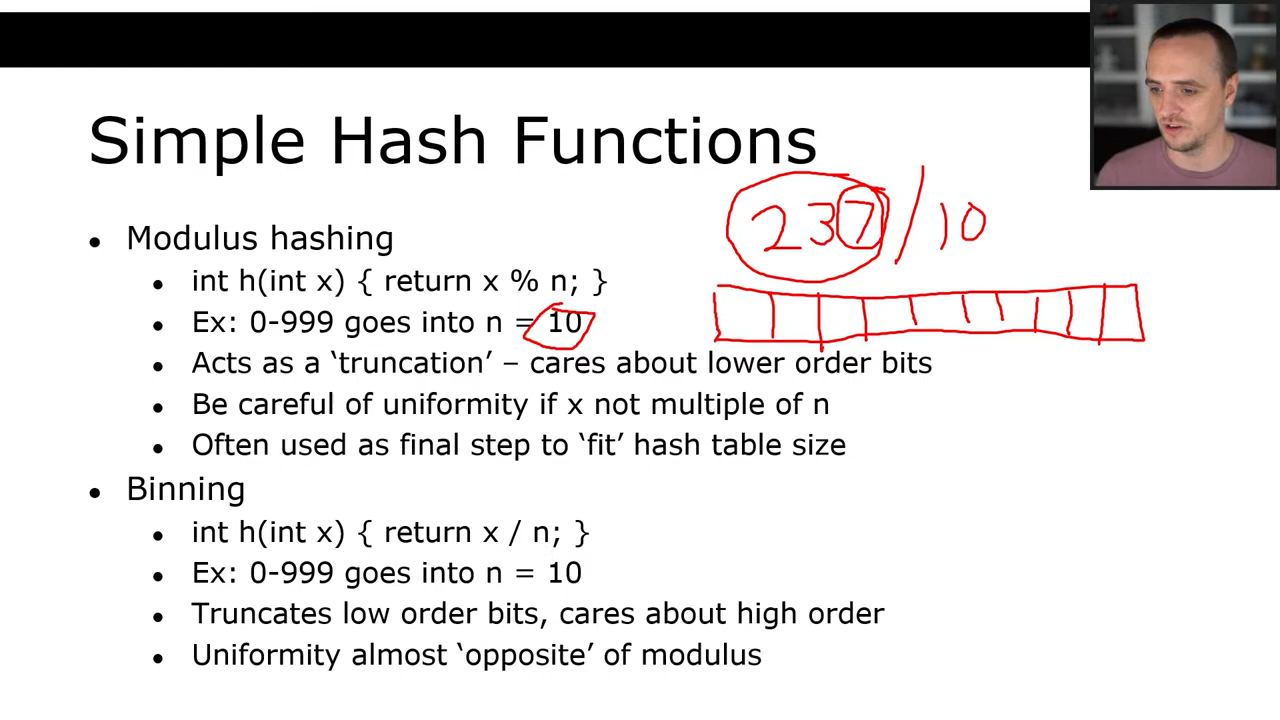 Simple Hash Functions
237/10
• Modulus hashing
• int h(int x) { return x % n; }
• Ex: 0-999 goes into n = 10
• Acts as a ‘truncation’ – cares about lower order bits
• Be careful of uniformity if x not multiple of n
• Often used as final step to ‘fit’ hash table size
• Binning
• int h(int x) { return x / n; }
• Ex: 0-999 goes into n = 10
• Truncates low order bits, cares about high order
• Uniformity almost ‘opposite’ of modulus